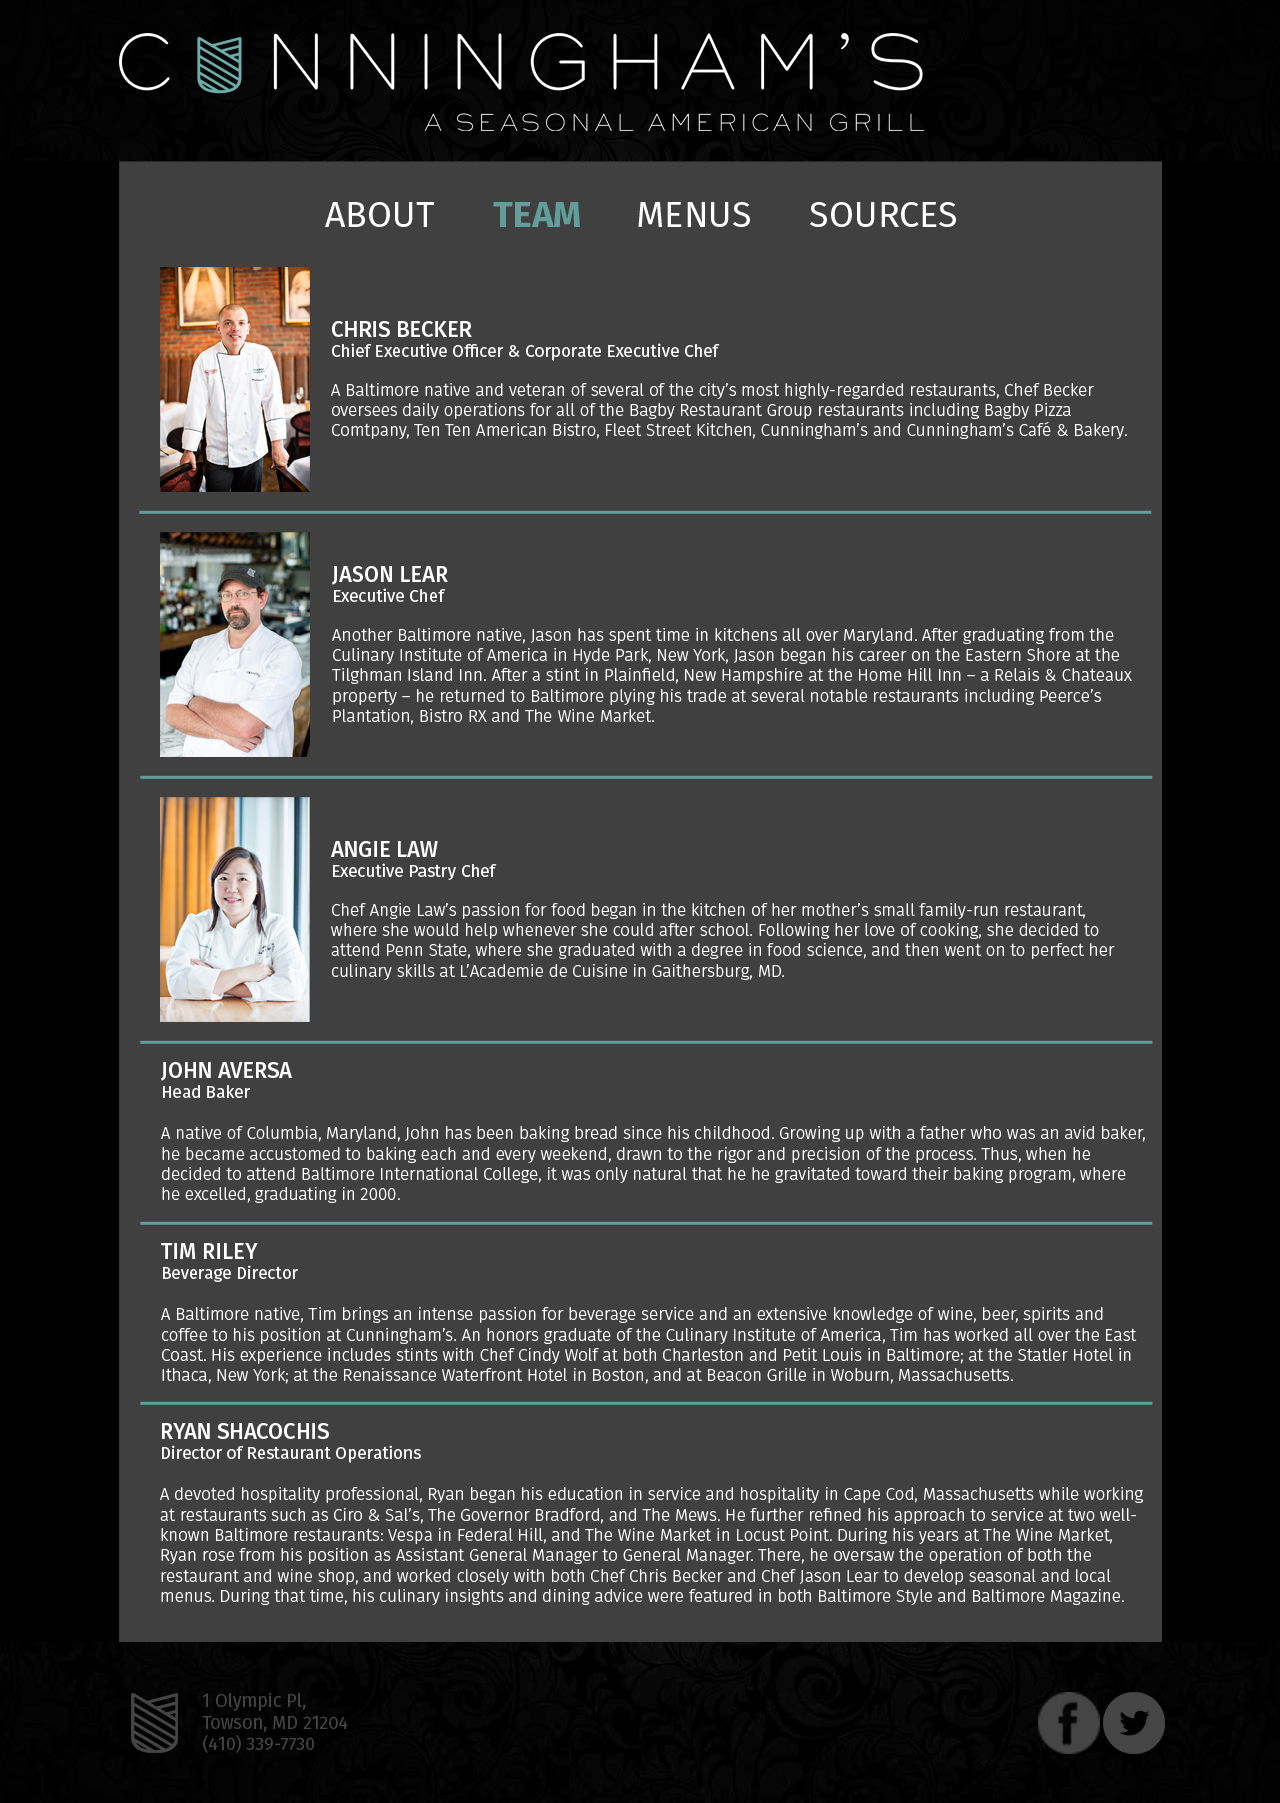 CUNNINGHAM'S
A SEASONAL AMERICAN GRILL
ABOUT TEAM MENUS SOURCES
CHRIS BECKER
Chief Executive Officer & Corporate Executive Chef
A Baltimore native and veteran of several of the city's most highly-regarded restaurants, Chef Becker
oversees daily operations for all of the Bagby Restaurant Group restaurants including Bagby Pizza
Comtpany, Ten Ten American Bistro, Fleet Street Kitchen, Cunningham's and Cunningham's Café & Bakery.
JASON LEAR
Executive Chef
Another Baltimore native, Jason has spent time in kitchens all over Maryland. After graduating from the
Culinary Institute of America in Hyde Park, New York, Jason began his career on the Eastern Shore at the
Tilghman Island Inn. After a stint in Plainfield, New Hampshire at the Home Hill Inn – a Relais & Chateaux
property – he returned to Baltimore plying his trade at several notable restaurants including Peerce's
Plantation, Bistro RX and The Wine Market.
ANGIE LAW
Executive Pastry Chef
Chef Angie Law's passion for food began in the kitchen of her mother's small family-run restaurant,
where she would help whenever she could after school. Following her love of cooking, she decided to
attend Penn State, where she graduated with a degree in food science, and then went on to perfect her
culinary skills at L'Academie de Cuisine in Gaithersburg, MD.
JOHN AVERSA
Head Baker
A native of Columbia, Maryland, John has been baking bread since his childhood. Growing up with a father who was an avid baker,
he became accustomed to baking each and every weekend, drawn to the rigor and precision of the process. Thus, when he
decided to attend Baltimore International College, it was only natural that he he gravitated toward their baking program, where
he excelled, graduating in 2000.
TIM RILEY
Beverage Director
A Baltimore native, Tim brings an intense passion for beverage service and an extensive knowledge of wine, beer, spirits and
coffee to his position at Cunningham's. An honors graduate of the Culinary Institute of America, Tim has worked all over the East
Coast. His experience includes stints with Chef Cindy Wolf at both Charleston and Petit Louis in Baltimore; at the Statler Hotel in
Ithaca, New York; at the Renaissance Waterfront Hotel in Boston, and at Beacon Grille in Woburn, Massachusetts.
RYAN SHACOCHIS
Director of Restaurant Operations
A devoted hospitality professional, Ryan began his education in service and hospitality in Cape Cod, Massachusetts while working
at restaurants such as Ciro & Sal's, The Governor Bradford, and The Mews. He further refined his approach to service at two well-
known Baltimore restaurants: Vespa in Federal Hill, and The Wine Market in Locust Point. During his years at The Wine Market,
Ryan rose from his position as Assistant General Manager to General Manager. There, he oversaw the operation of both the
restaurant and wine shop, and worked closely with both Chef Chris Becker and Chef Jason Lear to develop seasonal and local
menus. During that time, his culinary insights and dining advice were featured in both Baltimore Style and Baltimore Magazine.
1 Olympic Pl,
Towson, MD 21204
(410) 339-7730